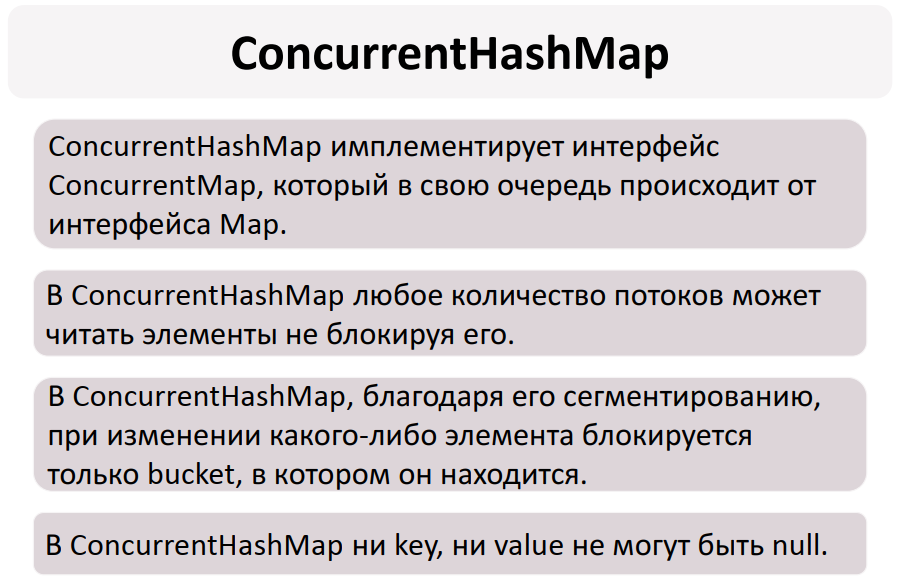 ConcurrentHashMap
ConcurrentHashMap имплементирует интерфейс
ConcurrentMap, который в свою очередь происходит от
интерфейса Map.
В ConcurrentHashMap любое количество потоков может
читать элементы не блокируя его.
В ConcurrentHashMap, благодаря его сегментированию,
при изменении какого-либо элемента блокируется
только bucket, в котором он находится.
В ConcurrentHashMap ни key, ни value не могут быть null.